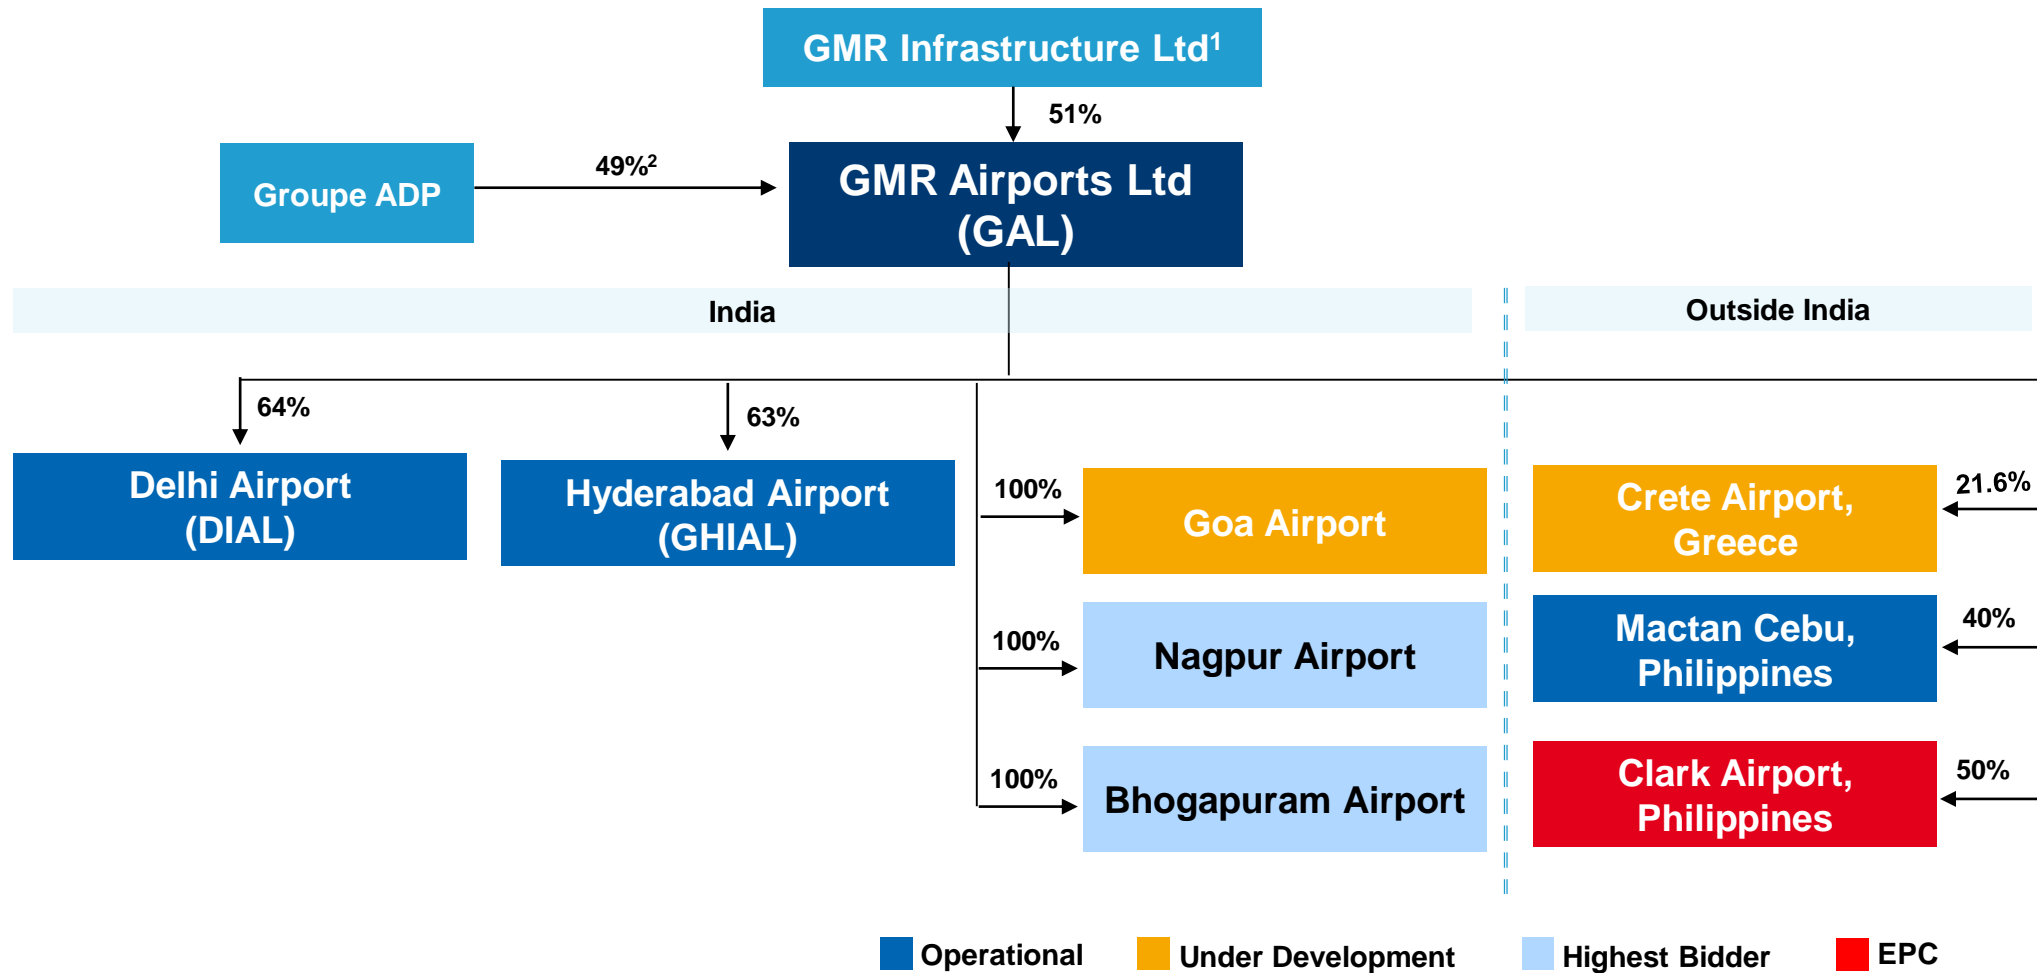 GMR Infrastructure Ltd¹
51%
Groupe ADP
49%²
GMR Airports Ltd
(GAL)
India
Outside India
64%
63%
Delhi Airport
(DIAL)
Hyderabad Airport
(GHIAL)
100%
Goa Airport
Crete Airport,
Greece
21.6%
100%
Nagpur Airport
Mactan Cebu,
Philippines
40%
100%
Bhogapuram Airport
Clark Airport,
Philippines
50%
Operational
Under Development
Highest Bidder
EPC